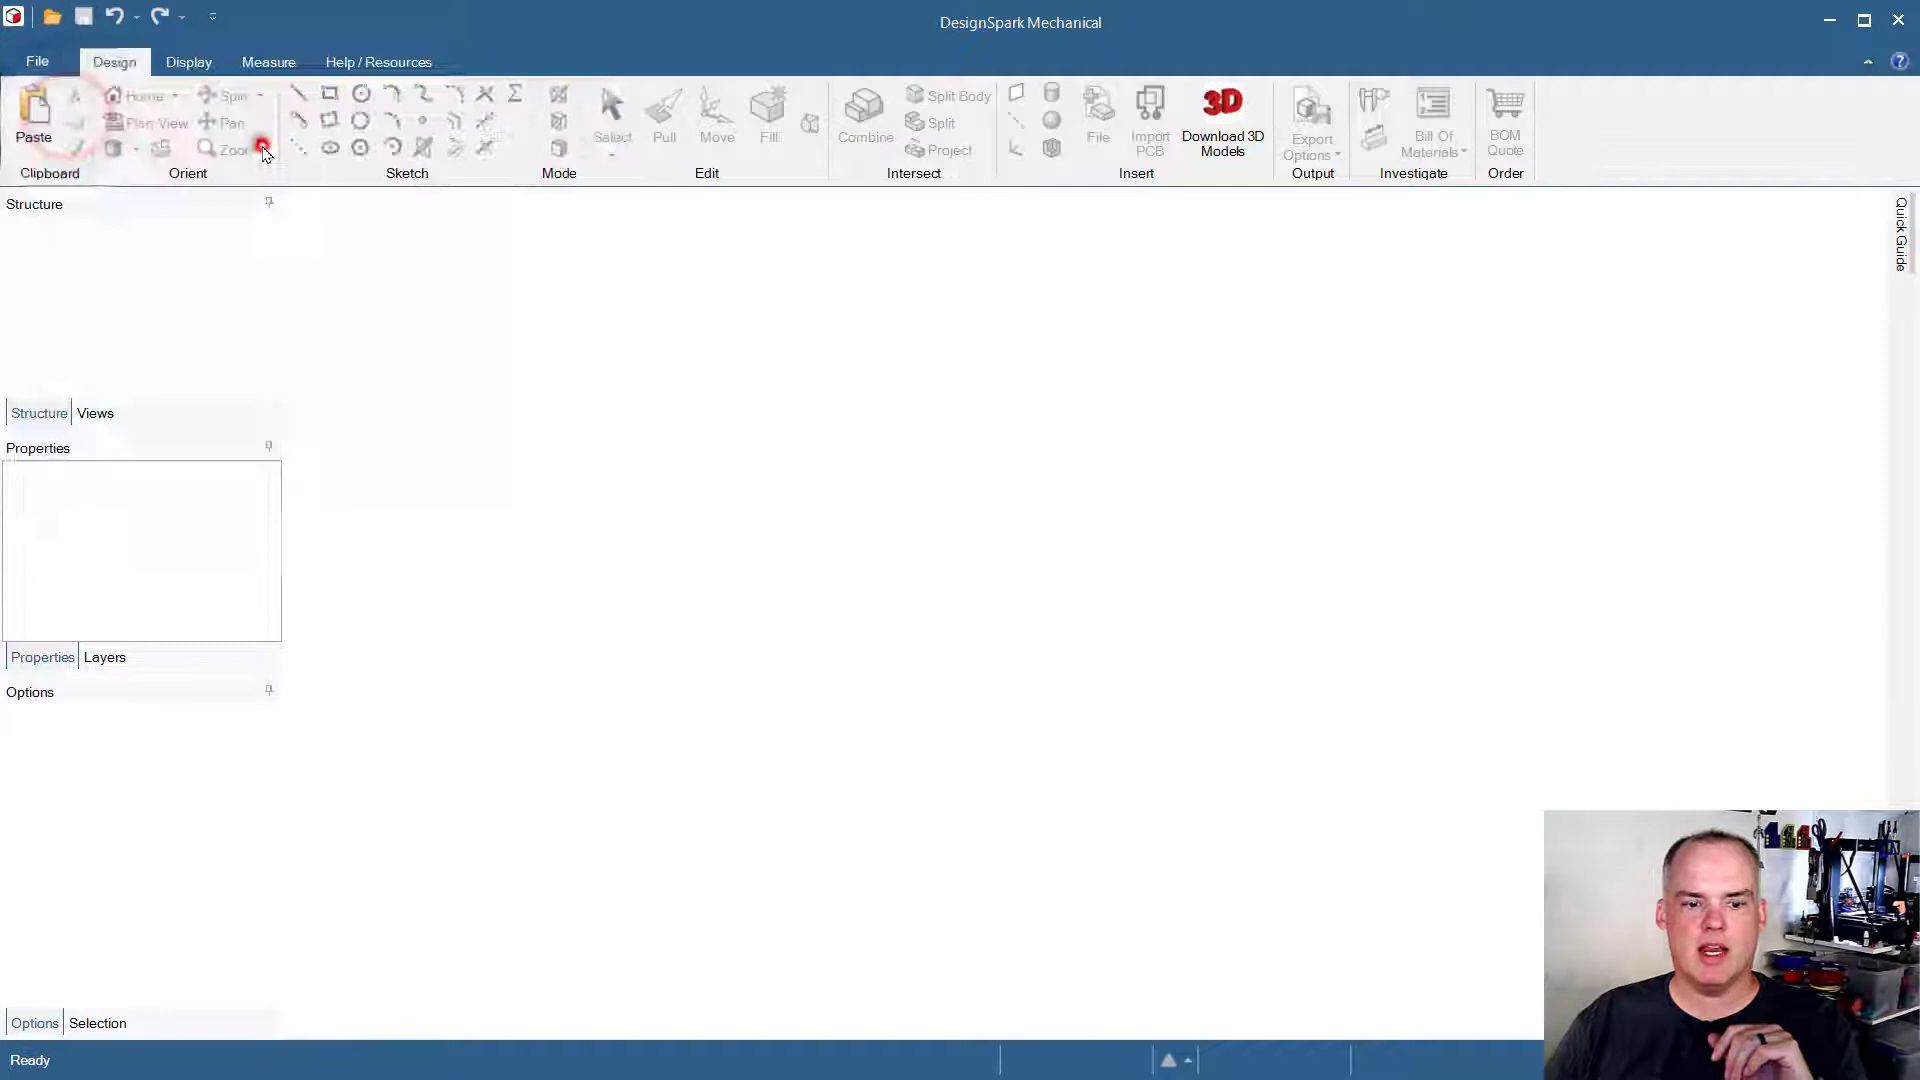 DesignSpark Mechanical
File Design Display Measure Help / Resources
Paste
Home
Plan View
Spin
Pan
Select
Pull
Move
Fill
Combine
Split Body
Split
Project
File
Import
PCB
3D
Download 3D
Models
Export
Options
Bill Of
Materials
BOM
Quote
Clipboard Orient Sketch Mode Edit Intersect Insert Output Investigate Order
Structure
Quick Guide
Structure Views
Properties
Properties Layers
Options
Options Selection
Ready